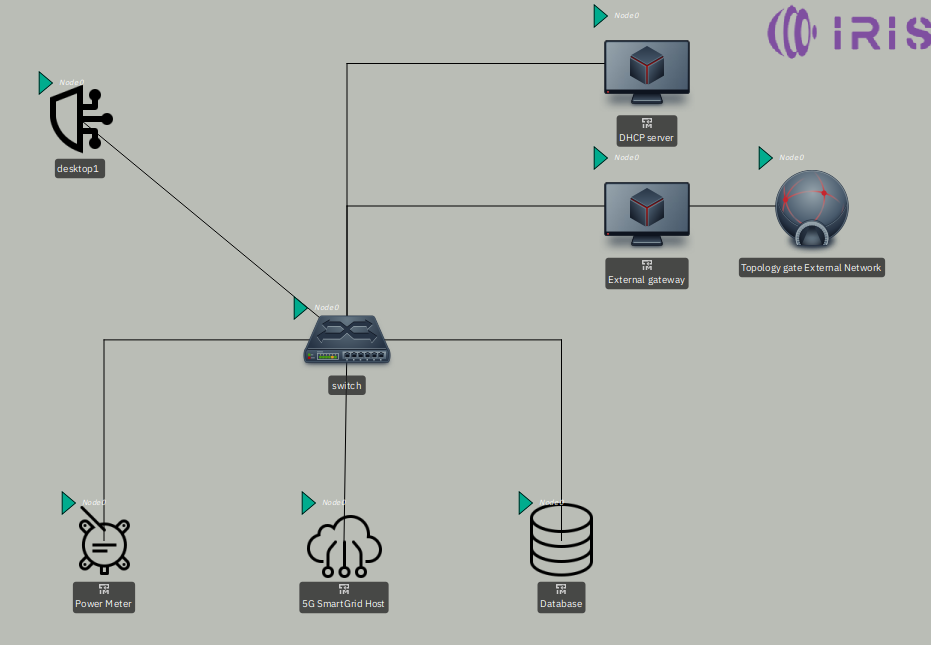 Node0
IRIS
Node0
DHCP server
desktop1
Node0
Node0
External gateway
Topology gate External Network
Node0
switch
Node0
Node0
Node0
Power Meter
5G SmartGrid Host
Database